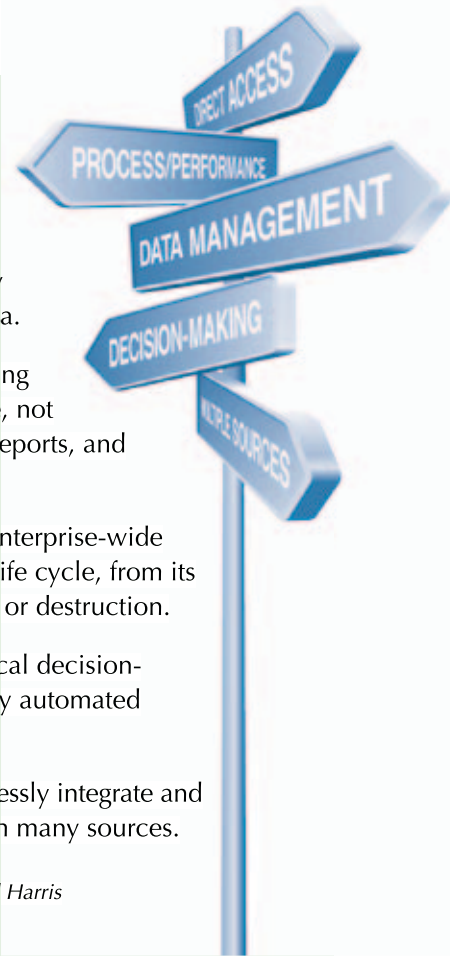 DIRECT ACCESS
PROCESS/PERFORMANCE
DATA MANAGEMENT
DECISION-MAKING
MULTIPLE SOURCES
a.
ng
, not
eports, and
nterprise-wide
ife cycle, from its
or destruction.
cal decision-
y automated
essly integrate and
many sources.
Harris